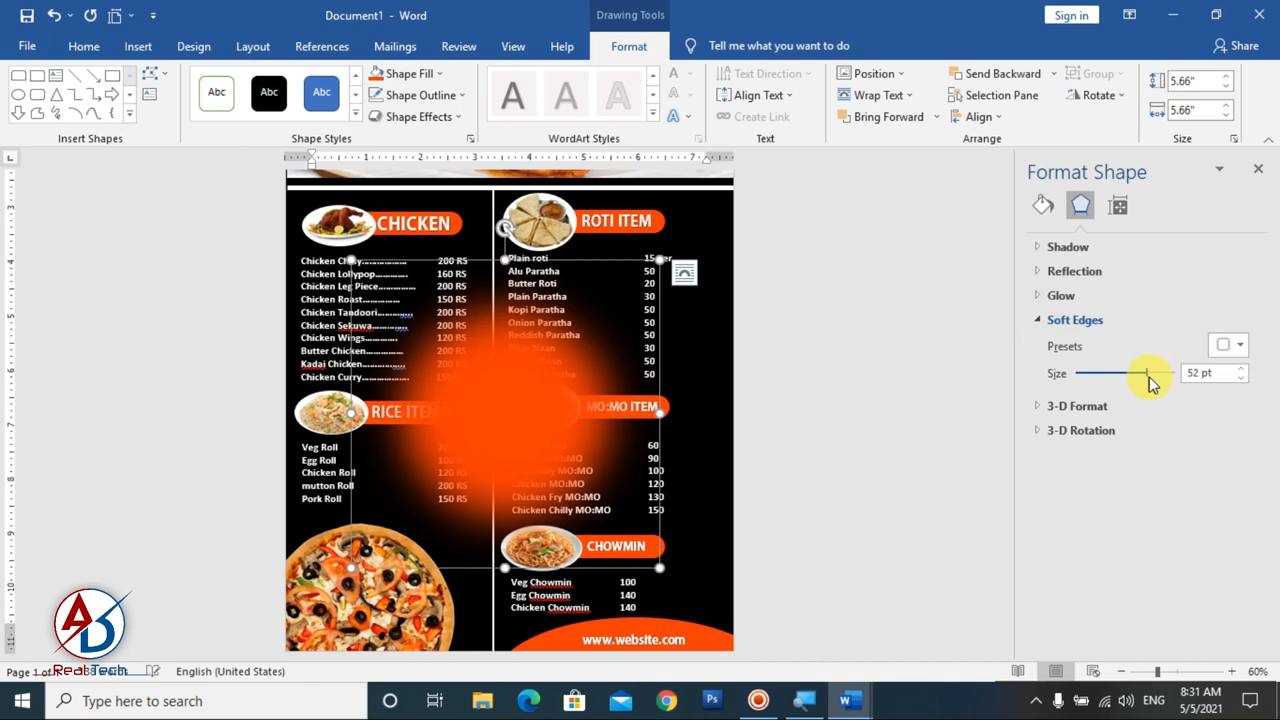 Document1 - Word
Drawing Tools
Sign in
File
Home
Insert
Design
Layout
References
Mailings
Review
View
Help
Format
Tell me what you want to do
Share
Abc
Abc
Abc
Shape Fill
Shape Outline
Shape Effects
A
A
A
Text Direction
Align Text
Create Link
Position
Wrap Text
Bring Forward
Send Backward
Selection Pane
Align
Group
Rotate
5.66"
5.66"
Insert Shapes
Shape Styles
WordArt Styles
Text
Arrange
Size
Format Shape
Shadow
Reflection
Glow
Soft Edges
Presets
Size
52 pt
3-D Format
3-D Rotation
CHICKEN
200 RS
Chicken Lollypop............ 160 RS
Chicken Leg Piece............. 200 RS
Chicken Roast............. 150 RS
Chicken Tandoori............. 200 RS
Chicken Sekuwa............. 200 RS
Chicken Wings............. 120 RS
Butter Chicken............. 200 RS
Kadai Chicken............. 200 RS
Chicken Curry.............
RICE ITEM
Veg Roll
Egg Roll
Chicken Roll 120 RS
mutton Roll 200 RS
Pork Roll 150 RS
ROTI ITEM
Plain roti
Alu Paratha 50
Butter Roti 20
Plain Paratha 30
Kopi Paratha 50
Onion Paratha 50
Reddish Paratha 50
30
50
50
MO:MO ITEM
60
90
100
Chicken MO:MO 120
Chicken Fry MO:MO 130
Chicken Chilly MO:MO 150
CHOWMIN
Veg Chowmin 100
Egg Chowmin 140
Chicken Chowmin 140
www.website.com
RealTech
Page 1 of
English (United States)
60%
Type here to search
ENG
8:31 AM
5/5/2021